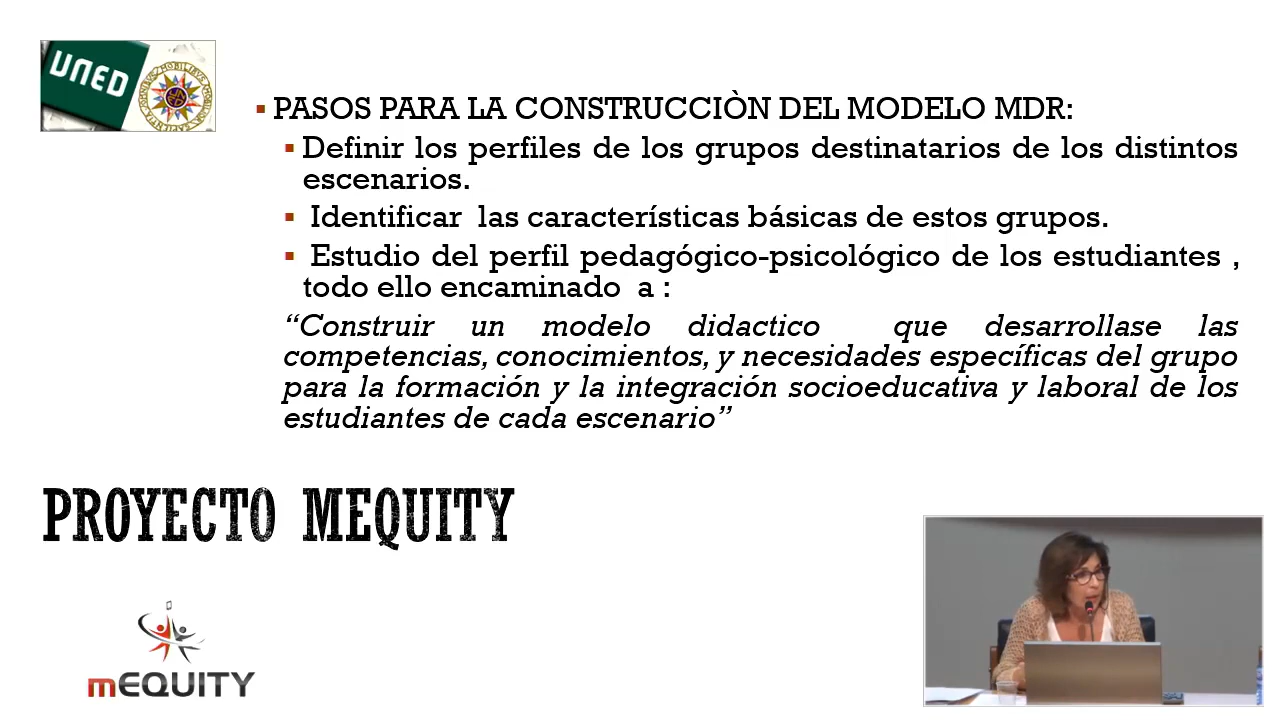 UNED
PASOS PARA LA CONSTRUCCIÒN DEL MODELO MDR:
Definir los perfiles de los grupos destinatarios de los distintos
escenarios.
Identificar las características básicas de estos grupos.
Estudio del perfil pedagógico-psicológico de los estudiantes ,
todo ello encaminado a :
“Construir un modelo didactico que desarrollase las
competencias, conocimientos, y necesidades específicas del grupo
para la formación y la integración socioeducativa y laboral de los
estudiantes de cada escenario”
PROYECTO MEQUITY
mEQUITY